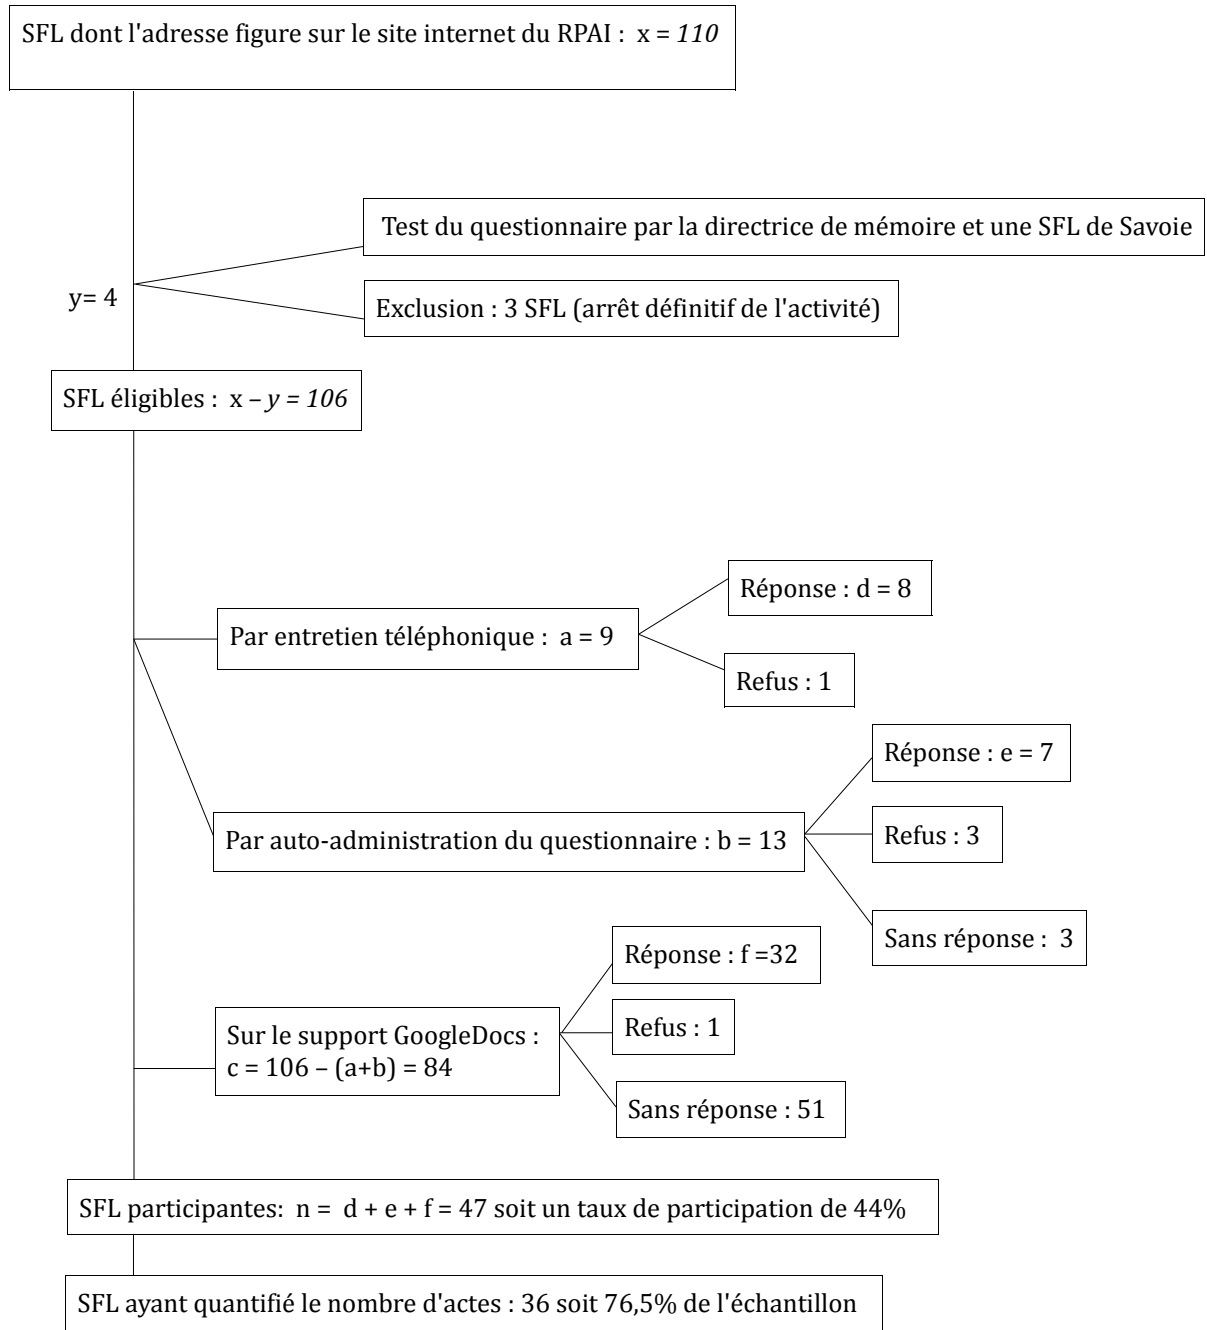 SFL dont l'adresse figure sur le site internet du RPAI : x = 110
Test du questionnaire par la directrice de mémoire et une SFL de Savoie
y= 4
Exclusion : 3 SFL (arrêt définitif de l'activité)
SFL éligibles : x – y = 106
Réponse : d = 8
Par entretien téléphonique : a = 9
Refus : 1
Réponse : e = 7
Par auto-administration du questionnaire : b = 13
Refus : 3
Sans réponse : 3
Réponse : f =32
Sur le support GoogleDocs :
c = 106 – (a+b) = 84
Refus : 1
Sans réponse : 51
SFL participantes: n = d + e + f = 47 soit un taux de participation de 44%
SFL ayant quantifié le nombre d'actes : 36 soit 76,5% de l'échantillon